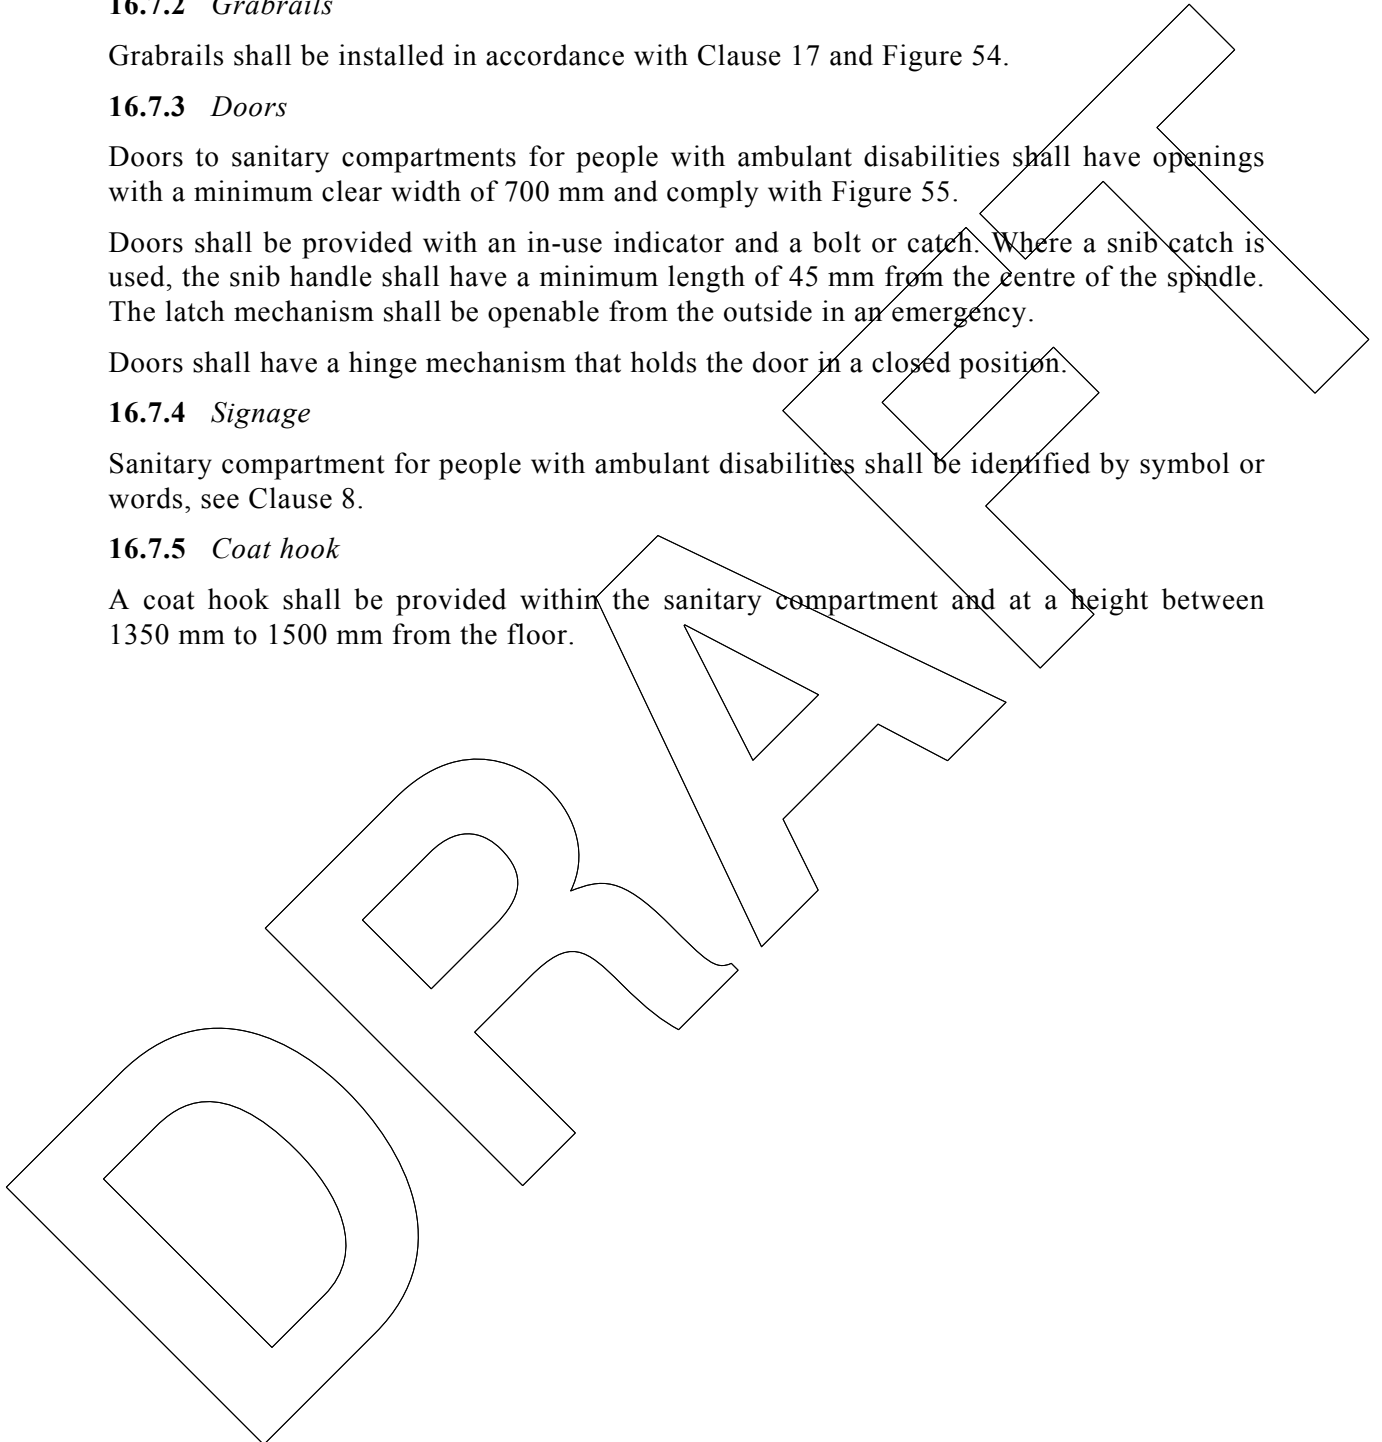 16.7.2 Grabrails
Grabrails shall be installed in accordance with Clause 17 and Figure 54.
16.7.3 Doors
Doors to sanitary compartments for people with ambulant disabilities shall have openings
with a minimum clear width of 700 mm and comply with Figure 55.
Doors shall be provided with an in-use indicator and a bolt or catch. Where a snib catch is
used, the snib handle shall have a minimum length of 45 mm from the centre of the spindle.
The latch mechanism shall be openable from the outside in an emergency.
Doors shall have a hinge mechanism that holds the door in a closed position.
16.7.4 Signage
Sanitary compartment for people with ambulant disabilities shall be identified by symbol or
words, see Clause 8.
16.7.5 Coat hook
A coat hook shall be provided within the sanitary compartment and at a height between
1350 mm to 1500 mm from the floor.
DRAFT